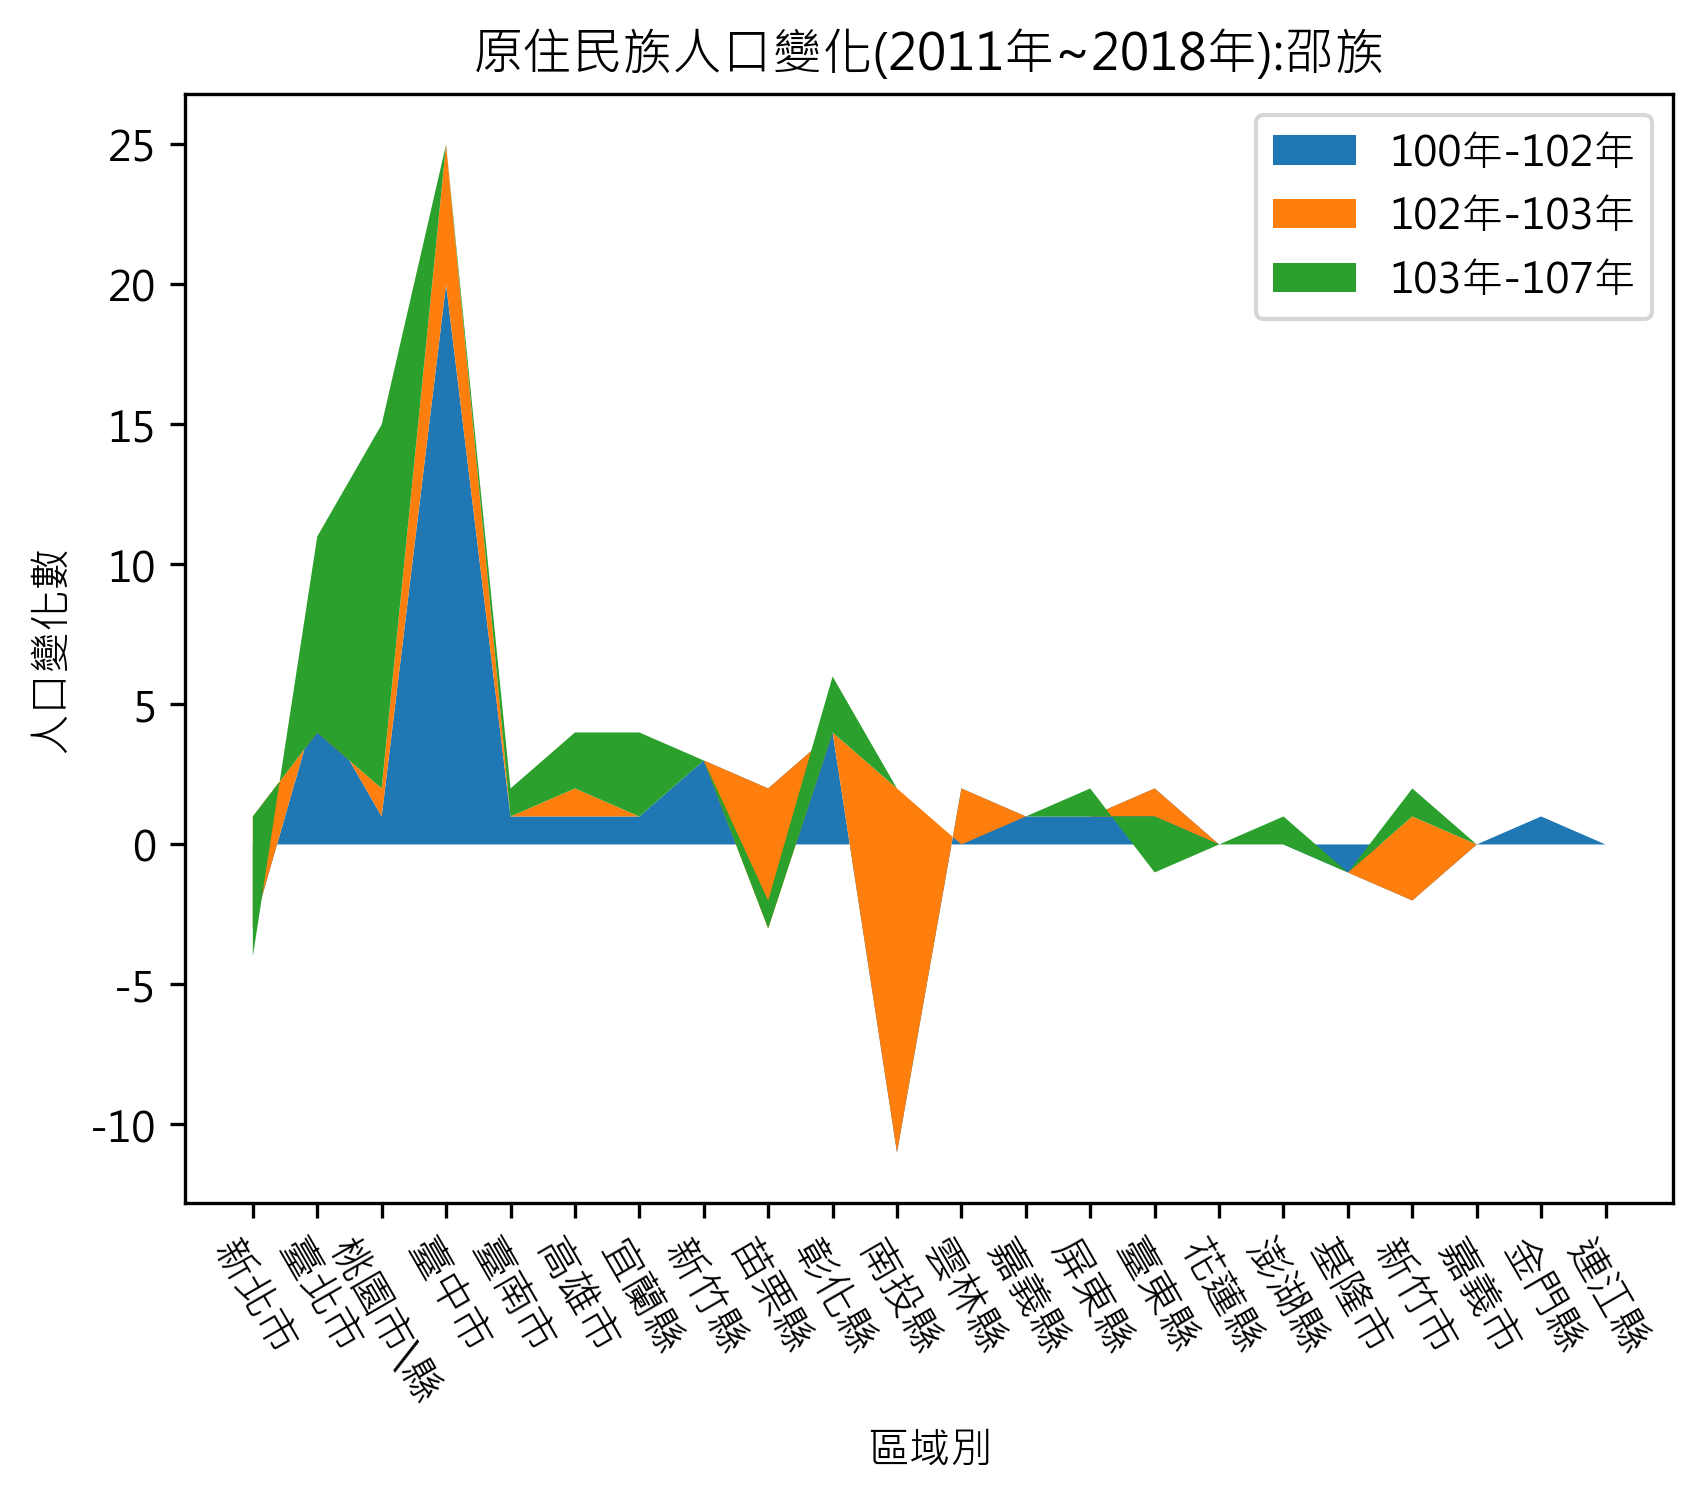 原住民族人口變化(2011年~2018年):邵族
100年-102年
102年-103年
103年-107年
人口變化數
25
20
15
10
5
0
-5
-10
新北市
臺北市
桃園市\縣
臺中市
臺南市
高雄市
宜蘭縣
新竹縣
苗栗縣
彰化縣
南投縣
雲林縣
嘉義縣
屏東縣
臺東縣
花蓮縣
澎湖縣
基隆市
新竹市
嘉義市
金門縣
連江縣
區域別